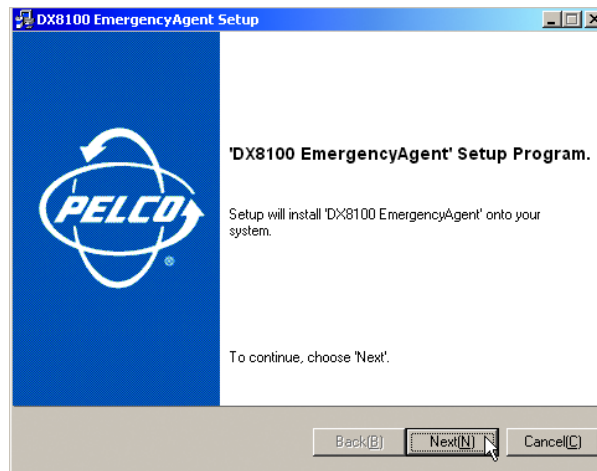 DX8100 EmergencyAgent Setup
'DX8100 EmergencyAgent' Setup Program.
PELCO
®
Setup will install 'DX8100 EmergencyAgent' onto your
system.
To continue, choose 'Next'.
Back(B)
Next(N)
Cancel(C)